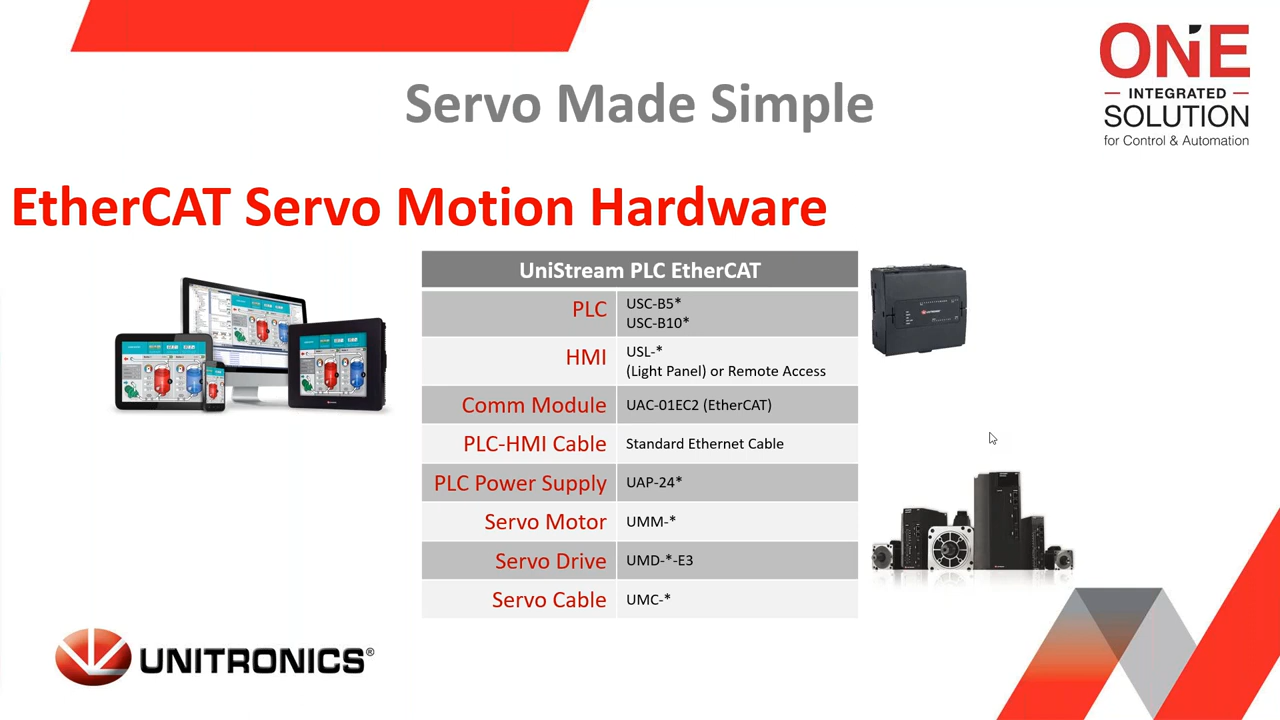 ONE
INTEGRATED
SOLUTION
for Control & Automation
Servo Made Simple
EtherCAT Servo Motion Hardware
UniStream PLC EtherCAT
PLC
USC-B5*
USC-B10*
HMI
USL-*
(Light Panel) or Remote Access
Comm Module
UAC-01EC2 (EtherCAT)
PLC-HMI Cable
Standard Ethernet Cable
PLC Power Supply
UAP-24*
Servo Motor
UMM-*
Servo Drive
UMD-*-E3
Servo Cable
UMC-*
UNITRONICS®